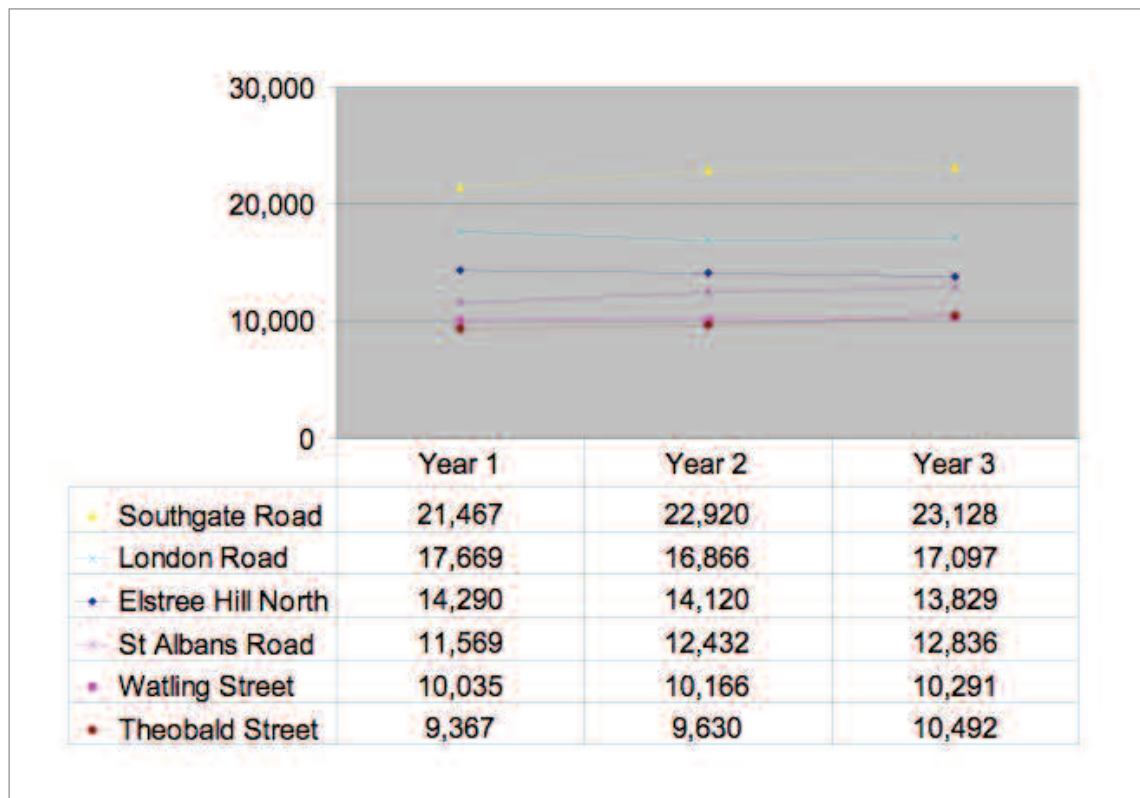 30,000
20,000
10,000
0
Year 1 Year 2 Year 3
Southgate Road 21,467 22,920 23,128
London Road 17,669 16,866 17,097
Elstree Hill North 14,290 14,120 13,829
St Albans Road 11,569 12,432 12,836
Watling Street 10,035 10,166 10,291
Theobald Street 9,367 9,630 10,492